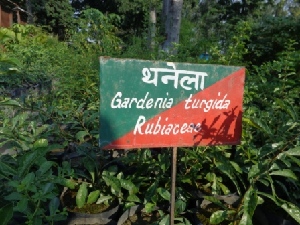 थनेला
Gardenia turgida
Rubiaceae